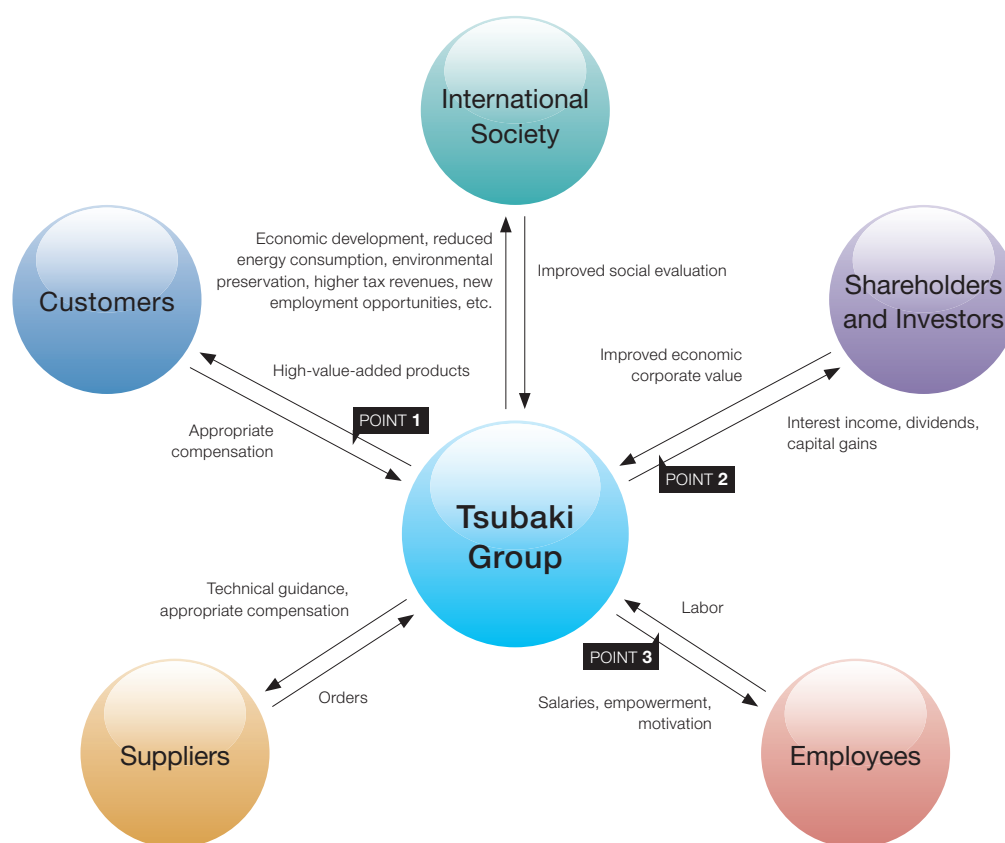 International
Society
Economic development, reduced
energy consumption, environmental
preservation, higher tax revenues, new
employment opportunities, etc.
Improved social evaluation
Customers
Shareholders
and Investors
High-value-added products
POINT 1
Appropriate
compensation
Improved economic
corporate value
Interest income, dividends,
capital gains
POINT 2
Tsubaki
Group
Technical guidance,
appropriate compensation
Orders
Labor
POINT 3
Salaries, empowerment,
motivation
Suppliers
Employees